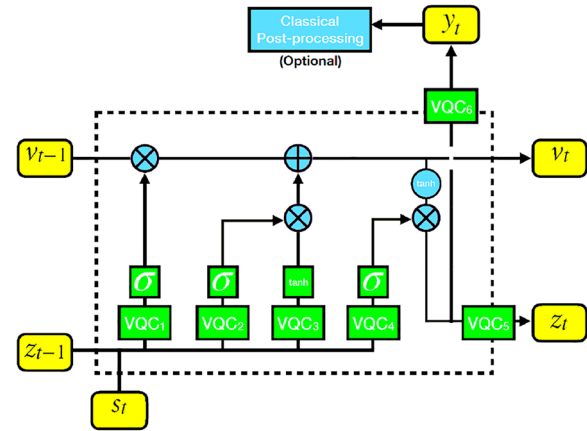 Classical
Post-processing
(Optional)
yₜ
VQC₆
vₜ₋₁
vₜ
tanh
σ
σ
tanh
σ
VQC₁
VQC₂
VQC₃
VQC₄
VQC₅
zₜ
zₜ₋₁
sₜ